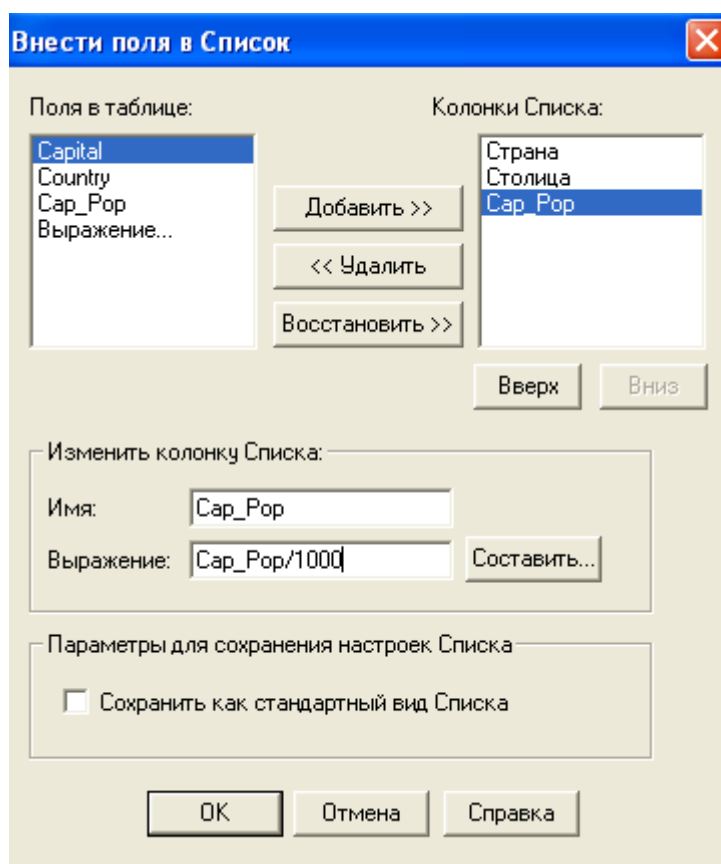 Внести поля в Список
Поля в таблице:
Колонки Списка:
Capital
Country
Cap_Pop
Выражение...
Добавить >>
<< Удалить
Восстановить >>
Страна
Столица
Cap_Pop
Вверх
Вниз
Изменить колонку Списка:
Имя:
Cap_Pop
Выражение:
Cap_Pop/1000
Составить...
Параметры для сохранения настроек Списка
Сохранить как стандартный вид Списка
OK
Отмена
Справка